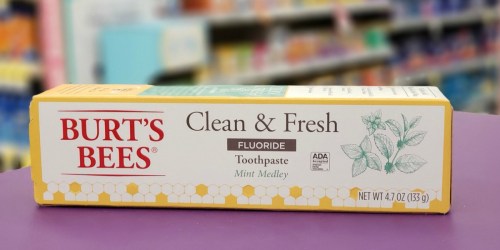 BURT'S
BEES®
Clean & Fresh
FLUORIDE
Toothpaste
Mint Medley
ADA
NET WT 4.7 OZ (133 g)